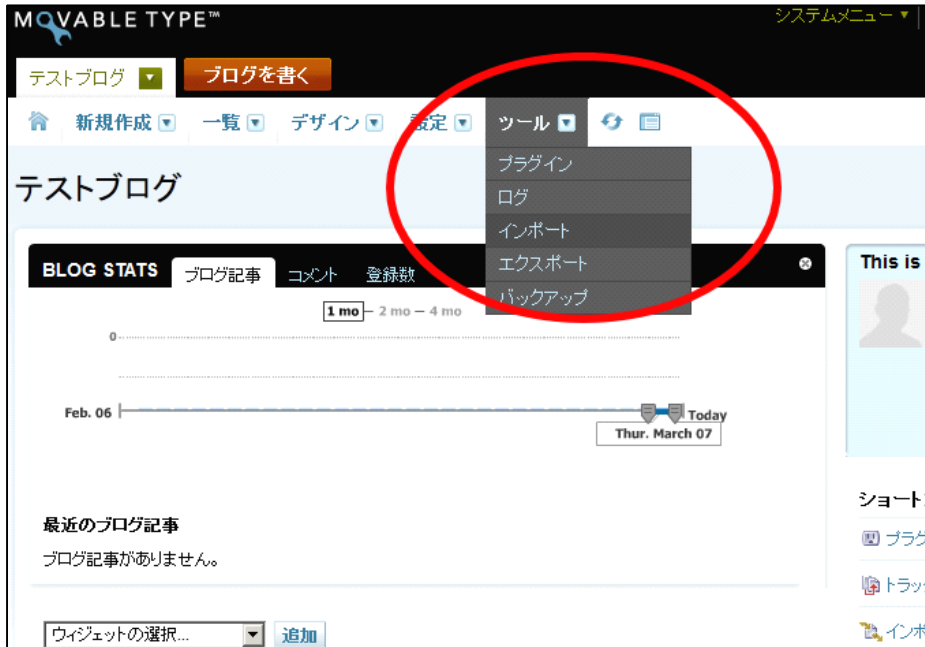 MOVABLE TYPE™
システムメニュー
テストブログ
ブログを書く
新規作成
一覧
デザイン
設定
ツール
プラグイン
ログ
インポート
エクスポート
バックアップ
テストブログ
BLOG STATS
ブログ記事
コメント
登録数
This is
1 mo – 2 mo – 4 mo
0
Feb. 06
Today
Thur. March 07
最近のブログ記事
ブログ記事がありません。
ショート
プラグ
トラッ
インポ
ウィジェットの選択...
追加